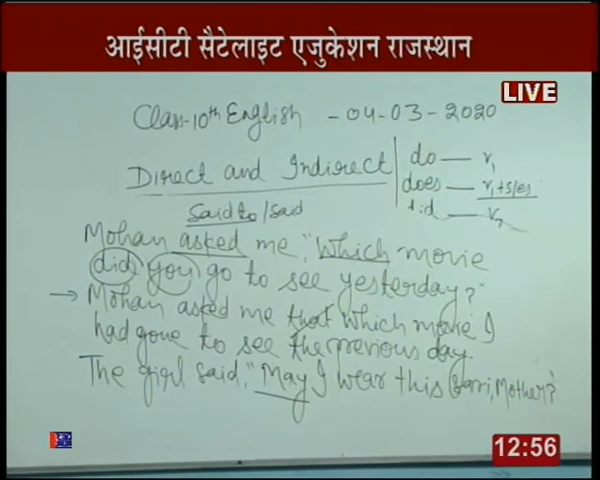 आईसीटी सैटेलाइट एजुकेशन राजस्थान
LIVE
Class-10th English - 04-03-2020
Direct and Indirect
do — V1
does — V1+s/es
did — V2
Said to/said
Mohan asked me, "Which movie
did you go to see yesterday?"
→ Mohan asked me that which movie I
had gone to see the previous day.
The girl said, "May I wear this Sari, Mother?
12:56